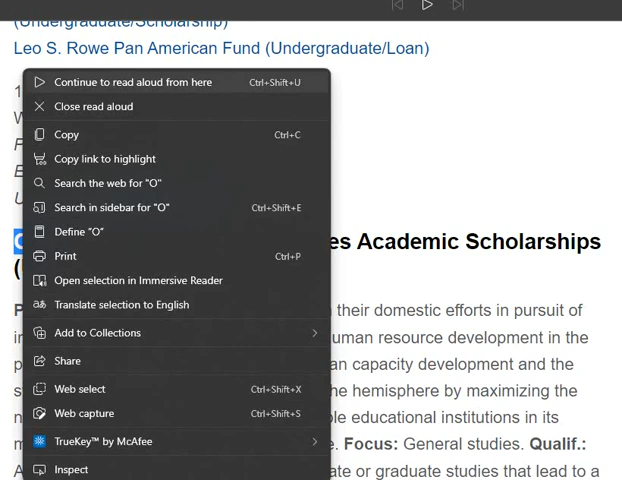 (Undergraduate/Scholarship)
Leo S. Rowe Pan American Fund (Undergraduate/Loan)
1
W
Continue to read aloud from here Ctrl+Shift+U
Close read aloud
Copy Ctrl+C
Copy link to highlight
Search the web for "O"
Search in sidebar for "O" Ctrl+Shift+E
Define "O"
Print Ctrl+P
Open selection in Immersive Reader
Translate selection to English
Add to Collections
Share
Web select Ctrl+Shift+X
Web capture Ctrl+Shift+S
TrueKey™ by McAfee
Inspect
es Academic Scholarships
(
their domestic efforts in pursuit of
uman resource development in the
an capacity development and the
he hemisphere by maximizing the
le educational institutions in its
. Focus: General studies. Qualif.:
ate or graduate studies that lead to a